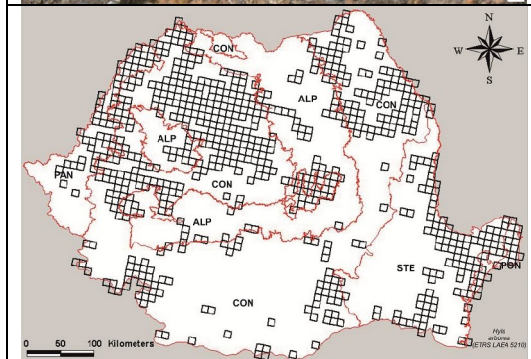 N
W E
S
CON
ALP
CON
ALP
PAN
CON
ALP
STE
PON
CON
0 50 100 Kilometers
Hyla
arborea
(ETRS LAEA 5210)